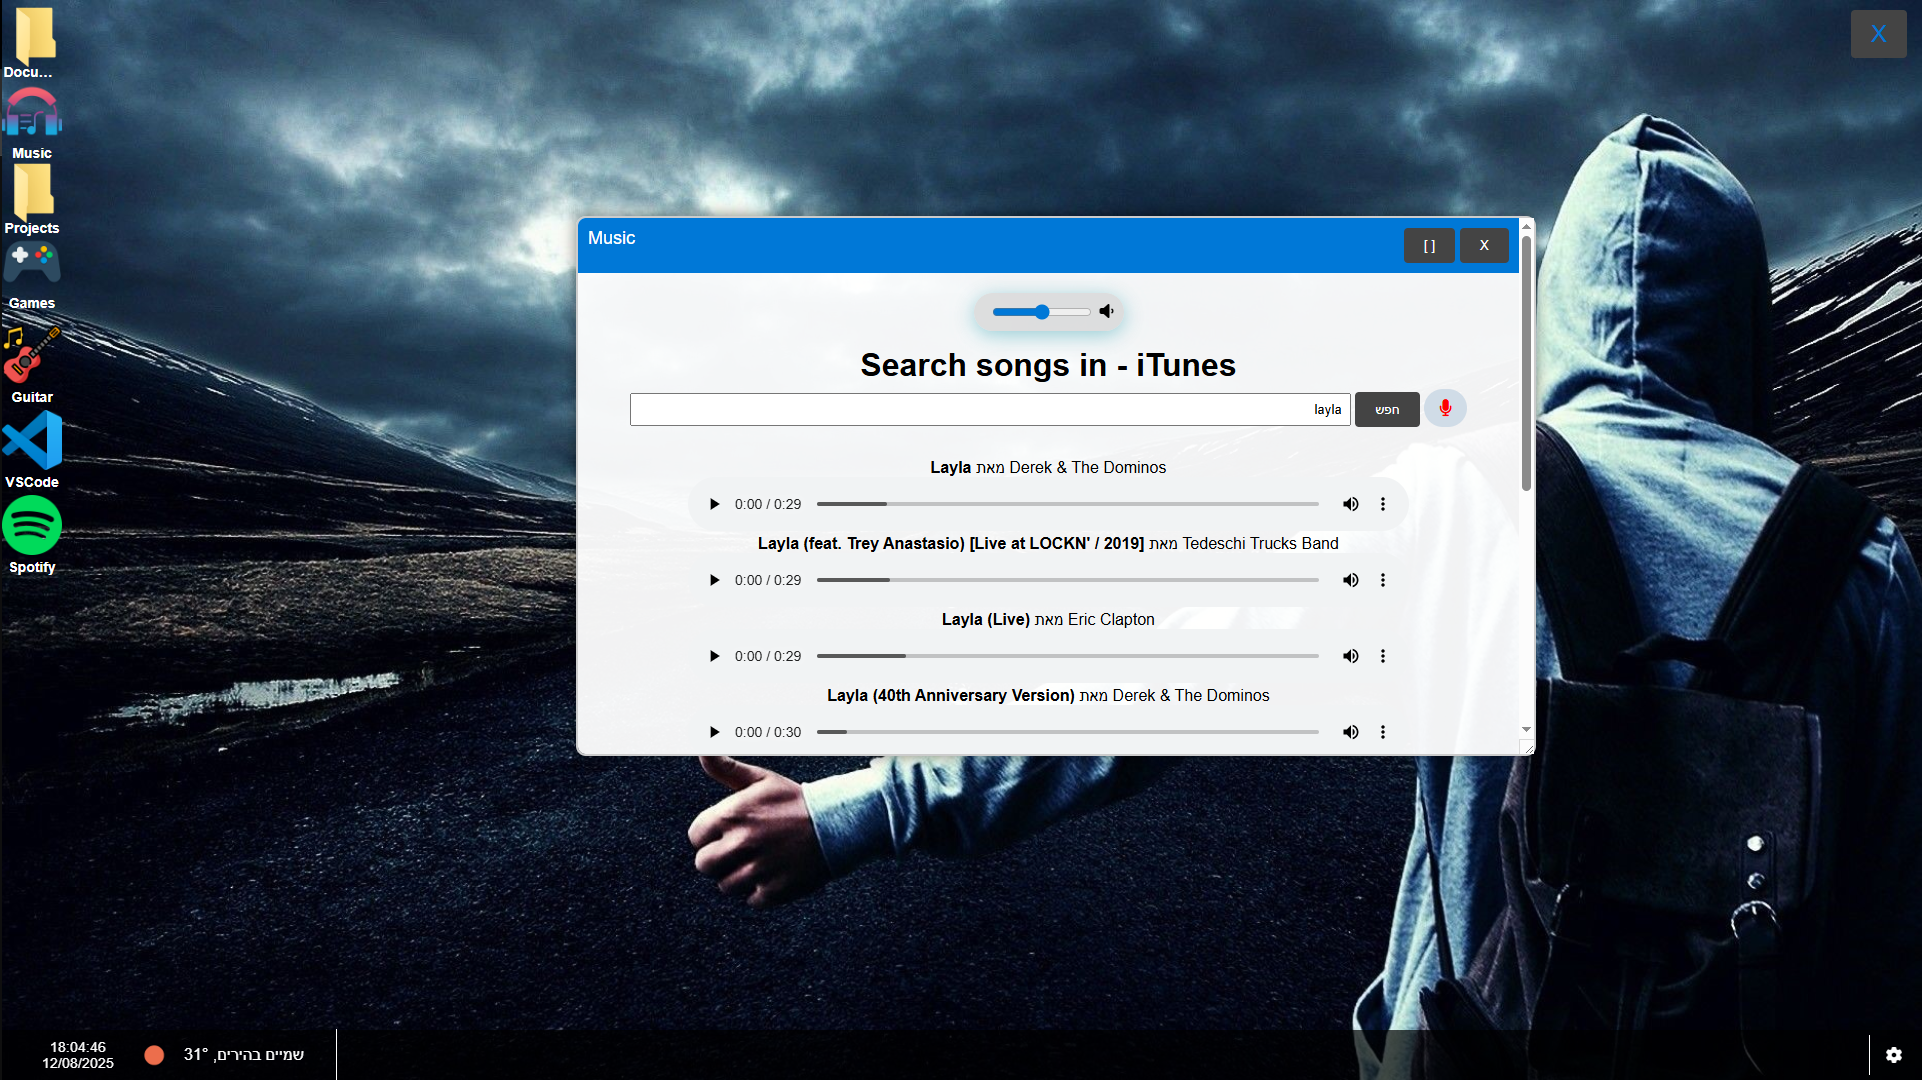 Docu...
Music
Projects
Games
Guitar
VSCode
Spotify
X
Music
[ ]
X
Search songs in - iTunes
layla
חפש
Layla מאת Derek & The Dominos
0:00 / 0:29
Layla (feat. Trey Anastasio) [Live at LOCKN' / 2019] מאת Tedeschi Trucks Band
0:00 / 0:29
Layla (Live) מאת Eric Clapton
0:00 / 0:29
Layla (40th Anniversary Version) מאת Derek & The Dominos
0:00 / 0:30
18:04:46
12/08/2025
שמיים בהירים, 31°